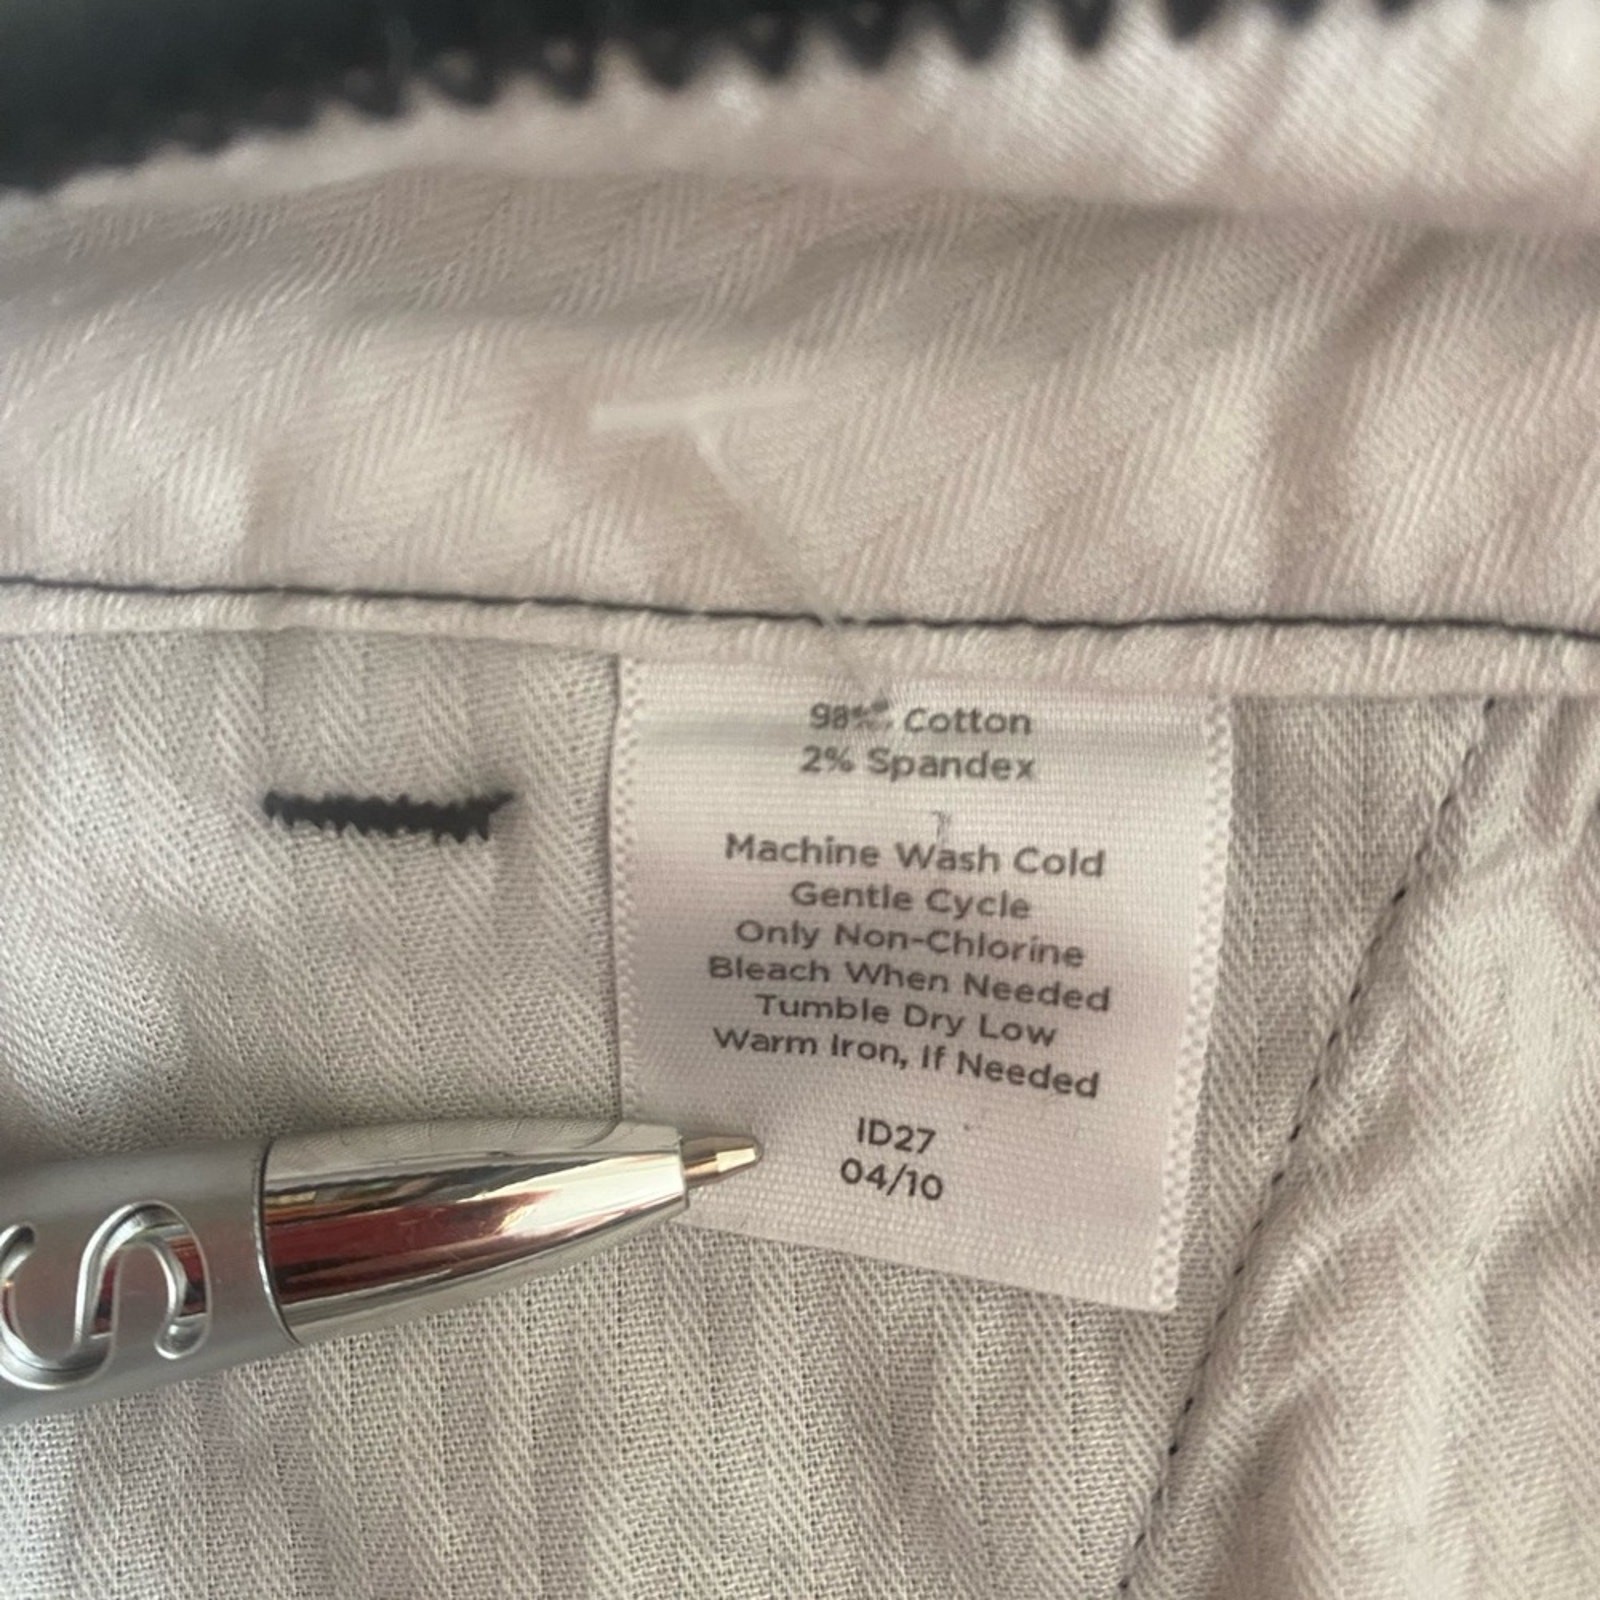 98% Cotton
2% Spandex
Machine Wash Cold
Gentle Cycle
Only Non-Chlorine
Bleach When Needed
Tumble Dry Low
Warm Iron, If Needed
ID27
04/10
S